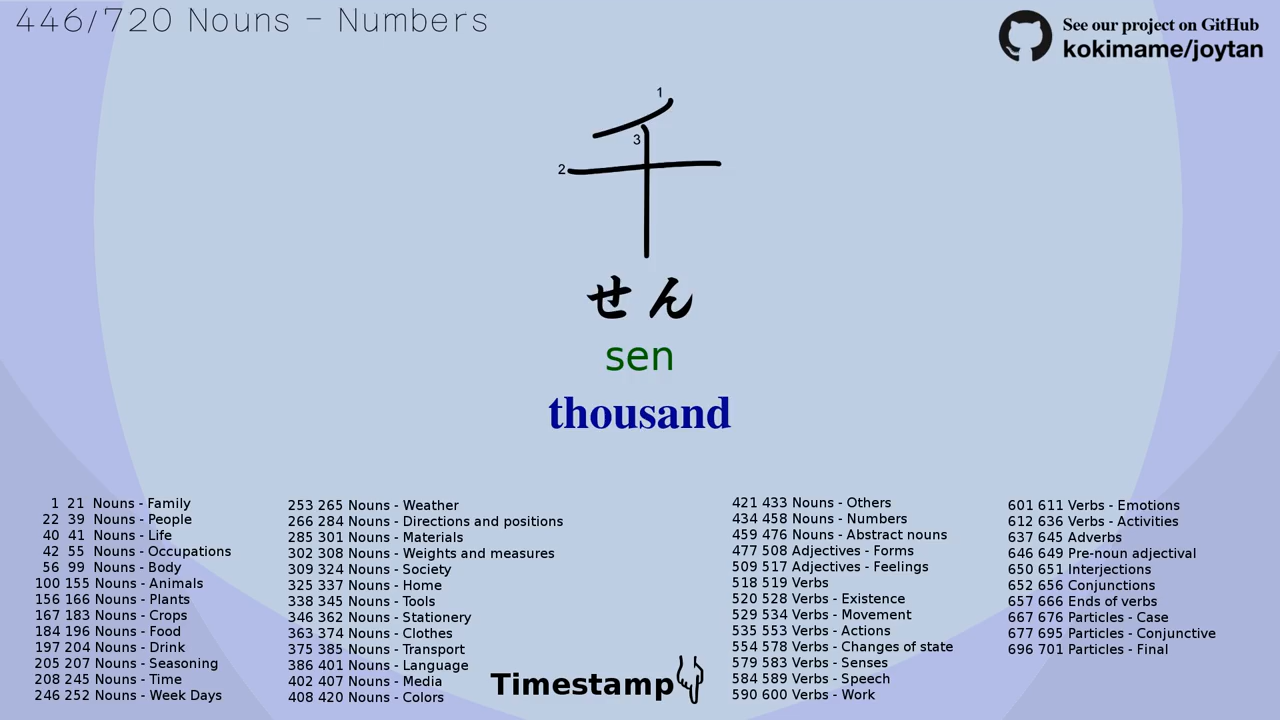 446/720 Nouns - Numbers
See our project on GitHub
kokimame/joytan
千
1
3
2
せん
sen
thousand
1 21 Nouns - Family
22 39 Nouns - People
40 41 Nouns - Life
42 55 Nouns - Occupations
56 99 Nouns - Body
100 155 Nouns - Animals
156 166 Nouns - Plants
167 183 Nouns - Crops
184 196 Nouns - Food
197 204 Nouns - Drink
205 207 Nouns - Seasoning
208 245 Nouns - Time
246 252 Nouns - Week Days
253 265 Nouns - Weather
266 284 Nouns - Directions and positions
285 301 Nouns - Materials
302 308 Nouns - Weights and measures
309 324 Nouns - Society
325 337 Nouns - Home
338 345 Nouns - Tools
346 362 Nouns - Stationery
363 374 Nouns - Clothes
375 385 Nouns - Transport
386 401 Nouns - Language
402 407 Nouns - Media
408 420 Nouns - Colors
Timestamp
421 433 Nouns - Others
434 458 Nouns - Numbers
459 476 Nouns - Abstract nouns
477 508 Adjectives - Forms
509 517 Adjectives - Feelings
518 519 Verbs
520 528 Verbs - Existence
529 534 Verbs - Movement
535 553 Verbs - Actions
554 578 Verbs - Changes of state
579 583 Verbs - Senses
584 589 Verbs - Speech
590 600 Verbs - Work
601 611 Verbs - Emotions
612 636 Verbs - Activities
637 645 Adverbs
646 649 Pre-noun adjectival
650 651 Interjections
652 656 Conjunctions
657 666 Ends of verbs
667 676 Particles - Case
677 695 Particles - Conjunctive
696 701 Particles - Final